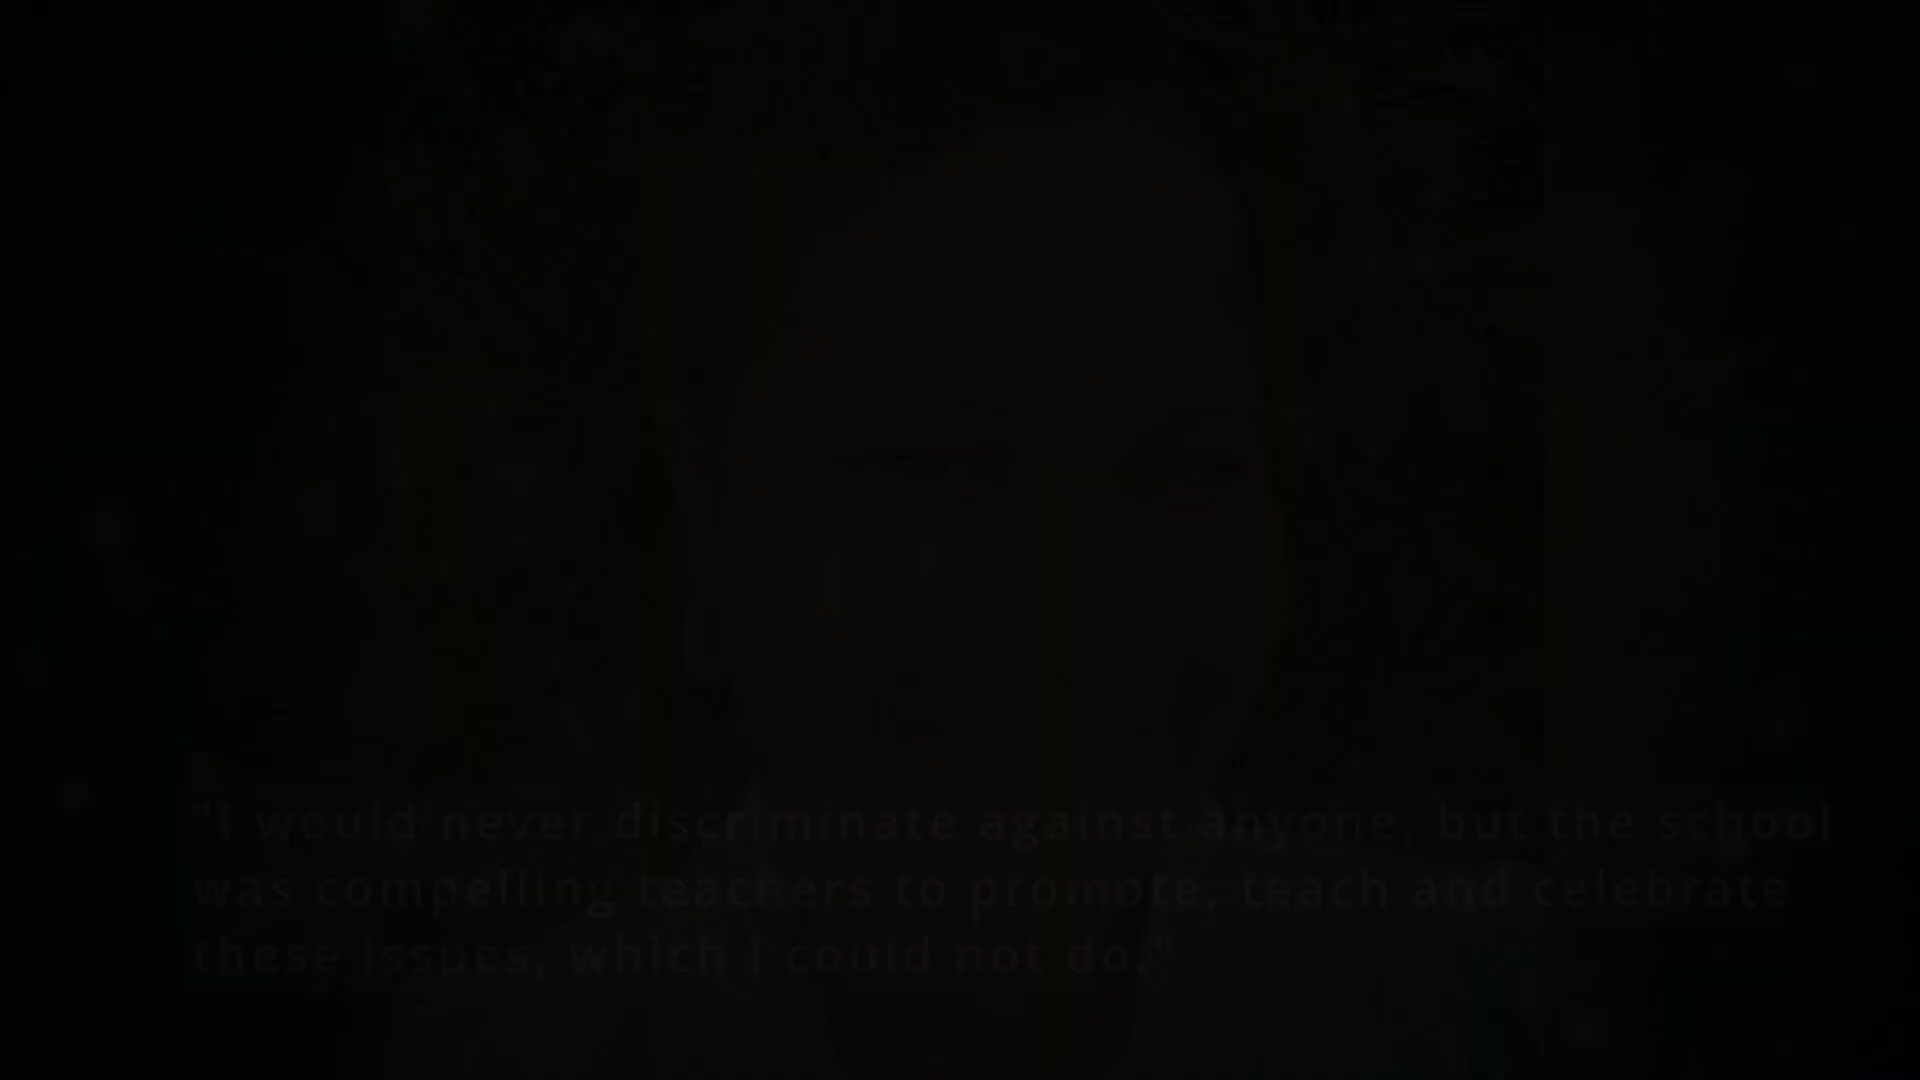 "I would never discriminate against anyone, but the school
was compelling teachers to promote, teach and celebrate
these issues, which I could not do."